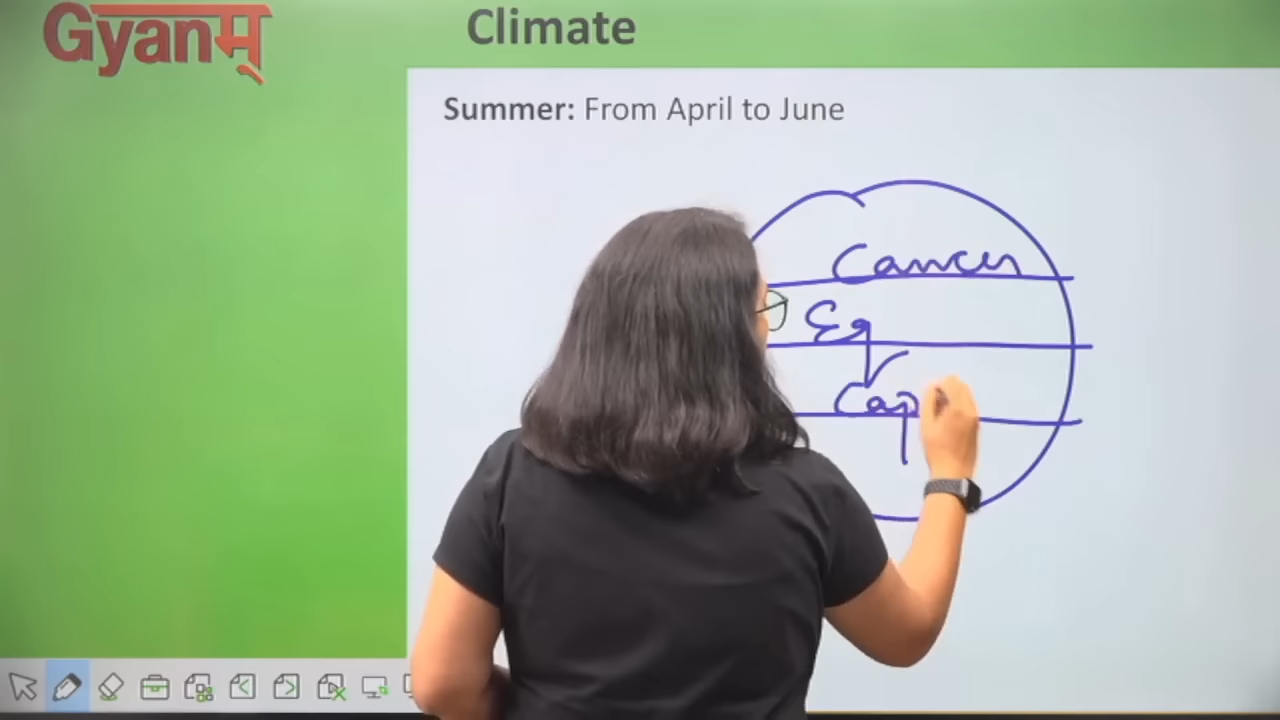 Gyanम्
Climate
Summer: From April to June
Cancer
Eq
Cap